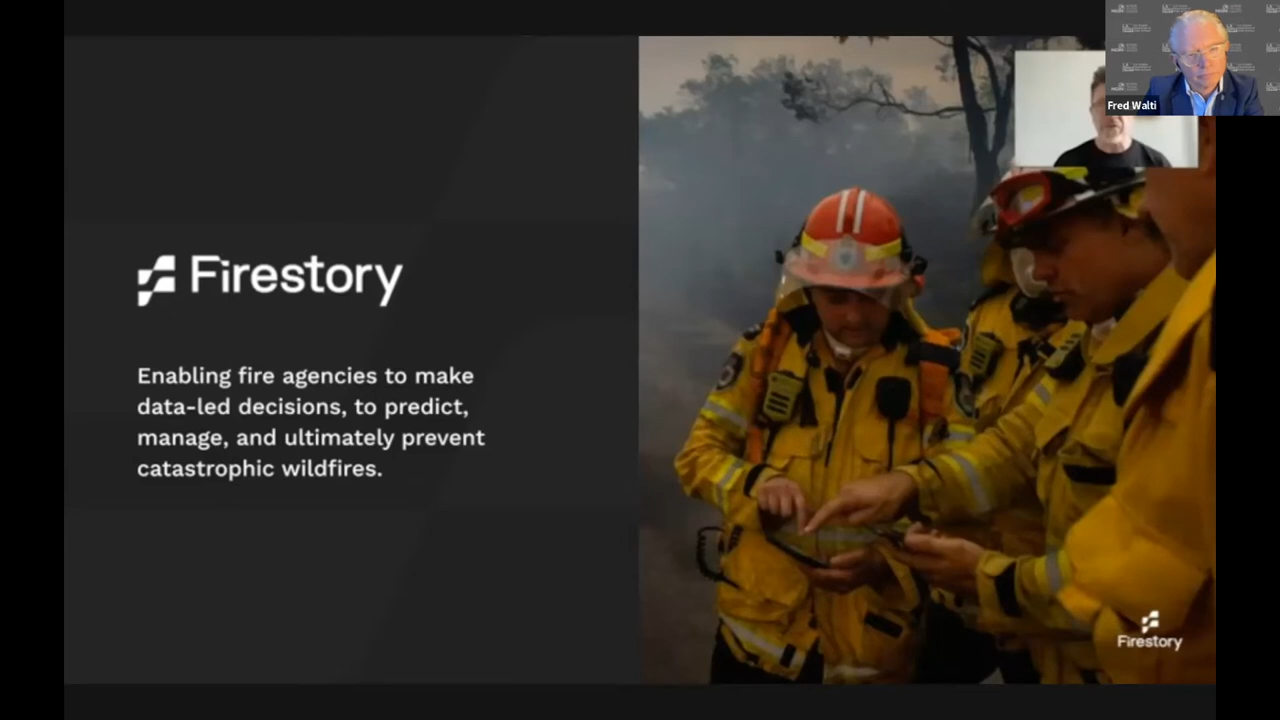 Fred Walti
Firestory
Enabling fire agencies to make
data-led decisions, to predict,
manage, and ultimately prevent
catastrophic wildfires.
Firestory